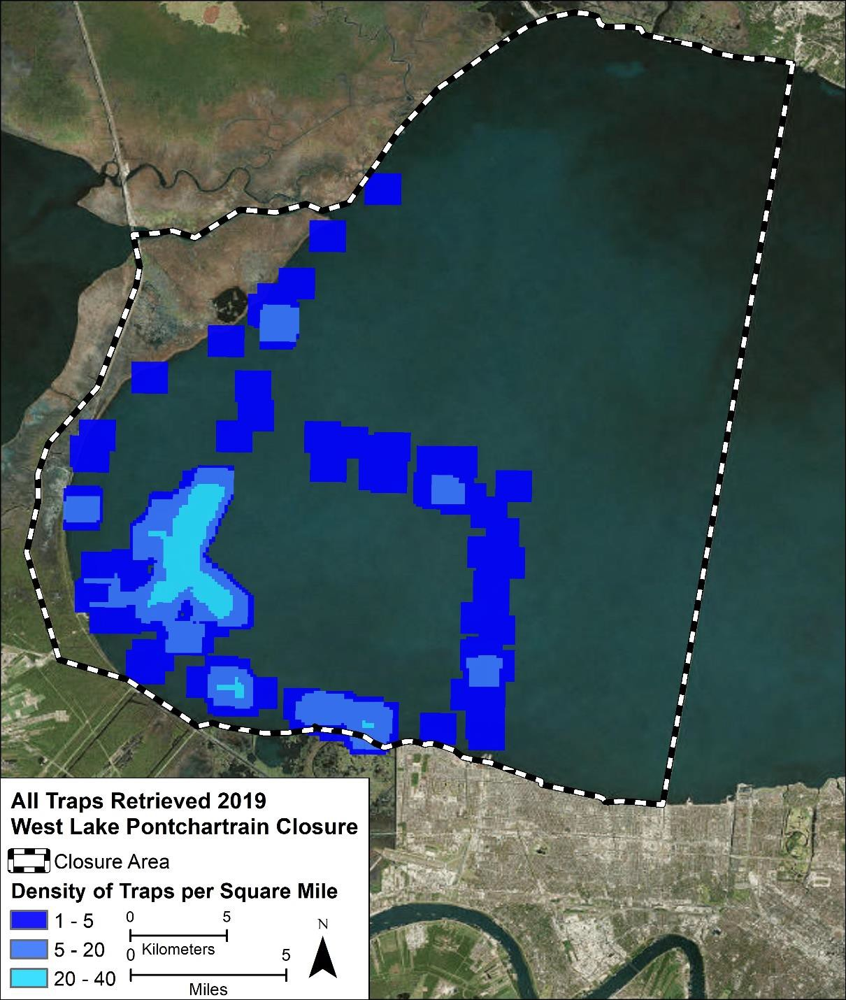 All Traps Retrieved 2019
West Lake Pontchartrain Closure
Closure Area
Density of Traps per Square Mile
1 - 5
5 - 20
20 - 40
0 5
Kilometers
0 5
Miles
N